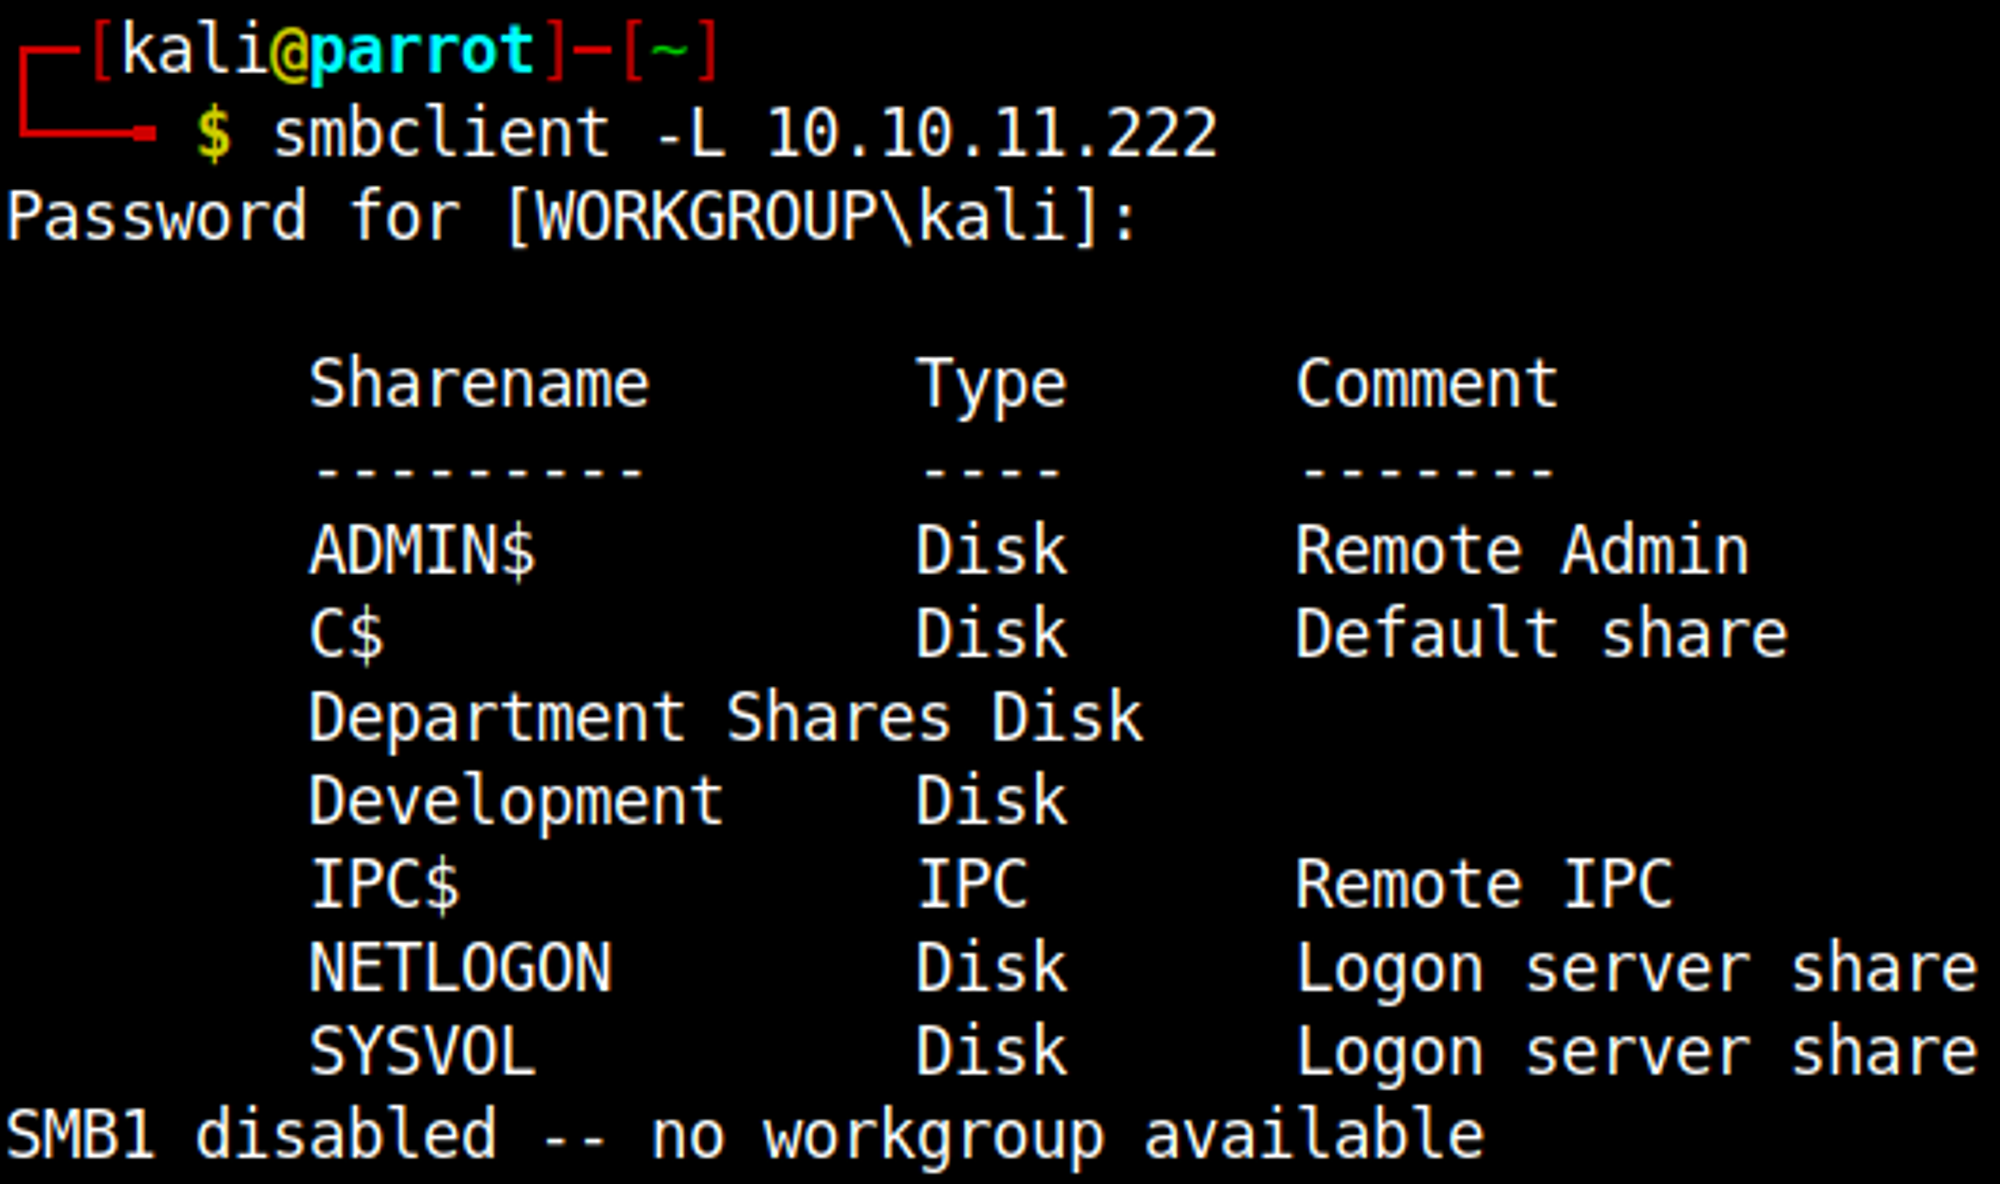 [kali@parrot]-[~]
$ smbclient -L 10.10.11.222
Password for [WORKGROUP\kali]:
Sharename Type Comment
--------- ---- -------
ADMIN$ Disk Remote Admin
C$ Disk Default share
Department Shares Disk
Development Disk
IPC$ IPC Remote IPC
NETLOGON Disk Logon server share
SYSVOL Disk Logon server share
SMB1 disabled -- no workgroup available